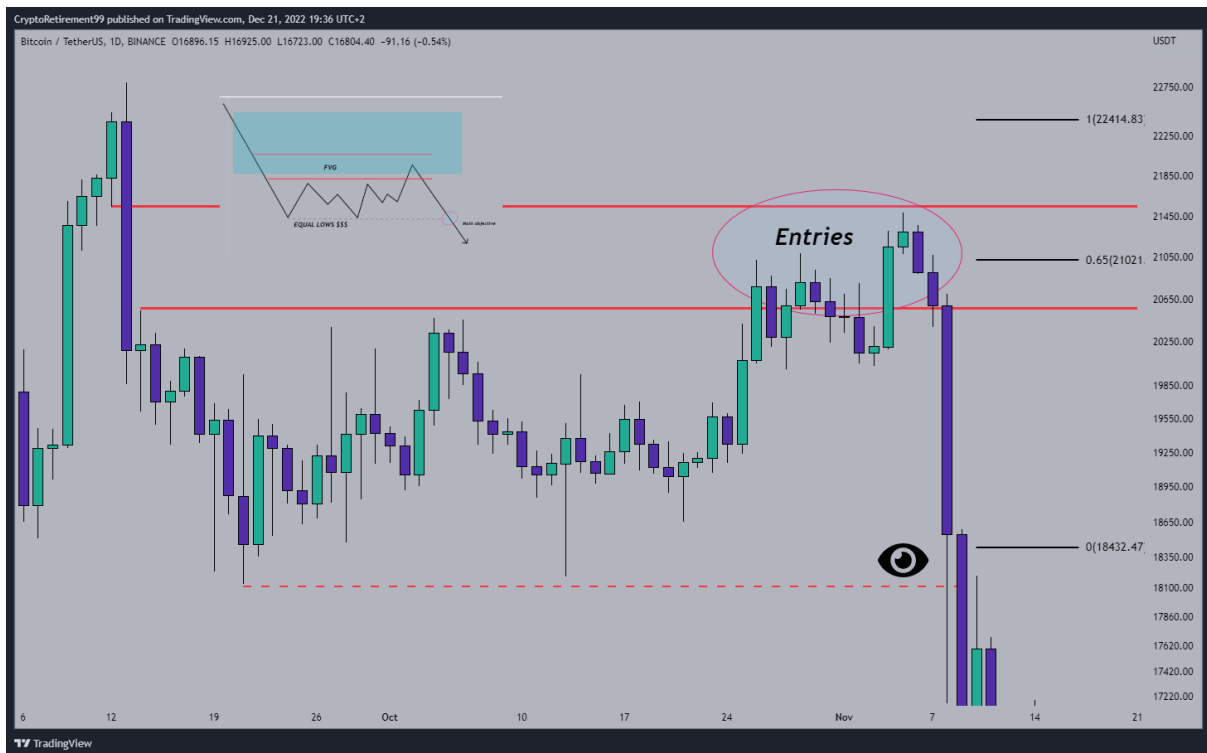 CryptoRetirement99 published on TradingView.com, Dec 21, 2022 19:36 UTC+2
Bitcoin / TetherUS, 1D, BINANCE O16896.15 H16925.00 L16723.00 C16804.40 −91.16 (−0.54%)
USDT
22750.00
1(22414.83)
22250.00
FVG
21850.00
EQUAL LOWS $$$
Main objective
21450.00
Entries
0.65(21021.
21050.00
20650.00
20250.00
19850.00
19550.00
19250.00
18950.00
18650.00
0(18432.47)
18350.00
18100.00
17860.00
17620.00
17420.00
17220.00
6 12 19 26 Oct 10 17 24 Nov 7 14 21
TradingView